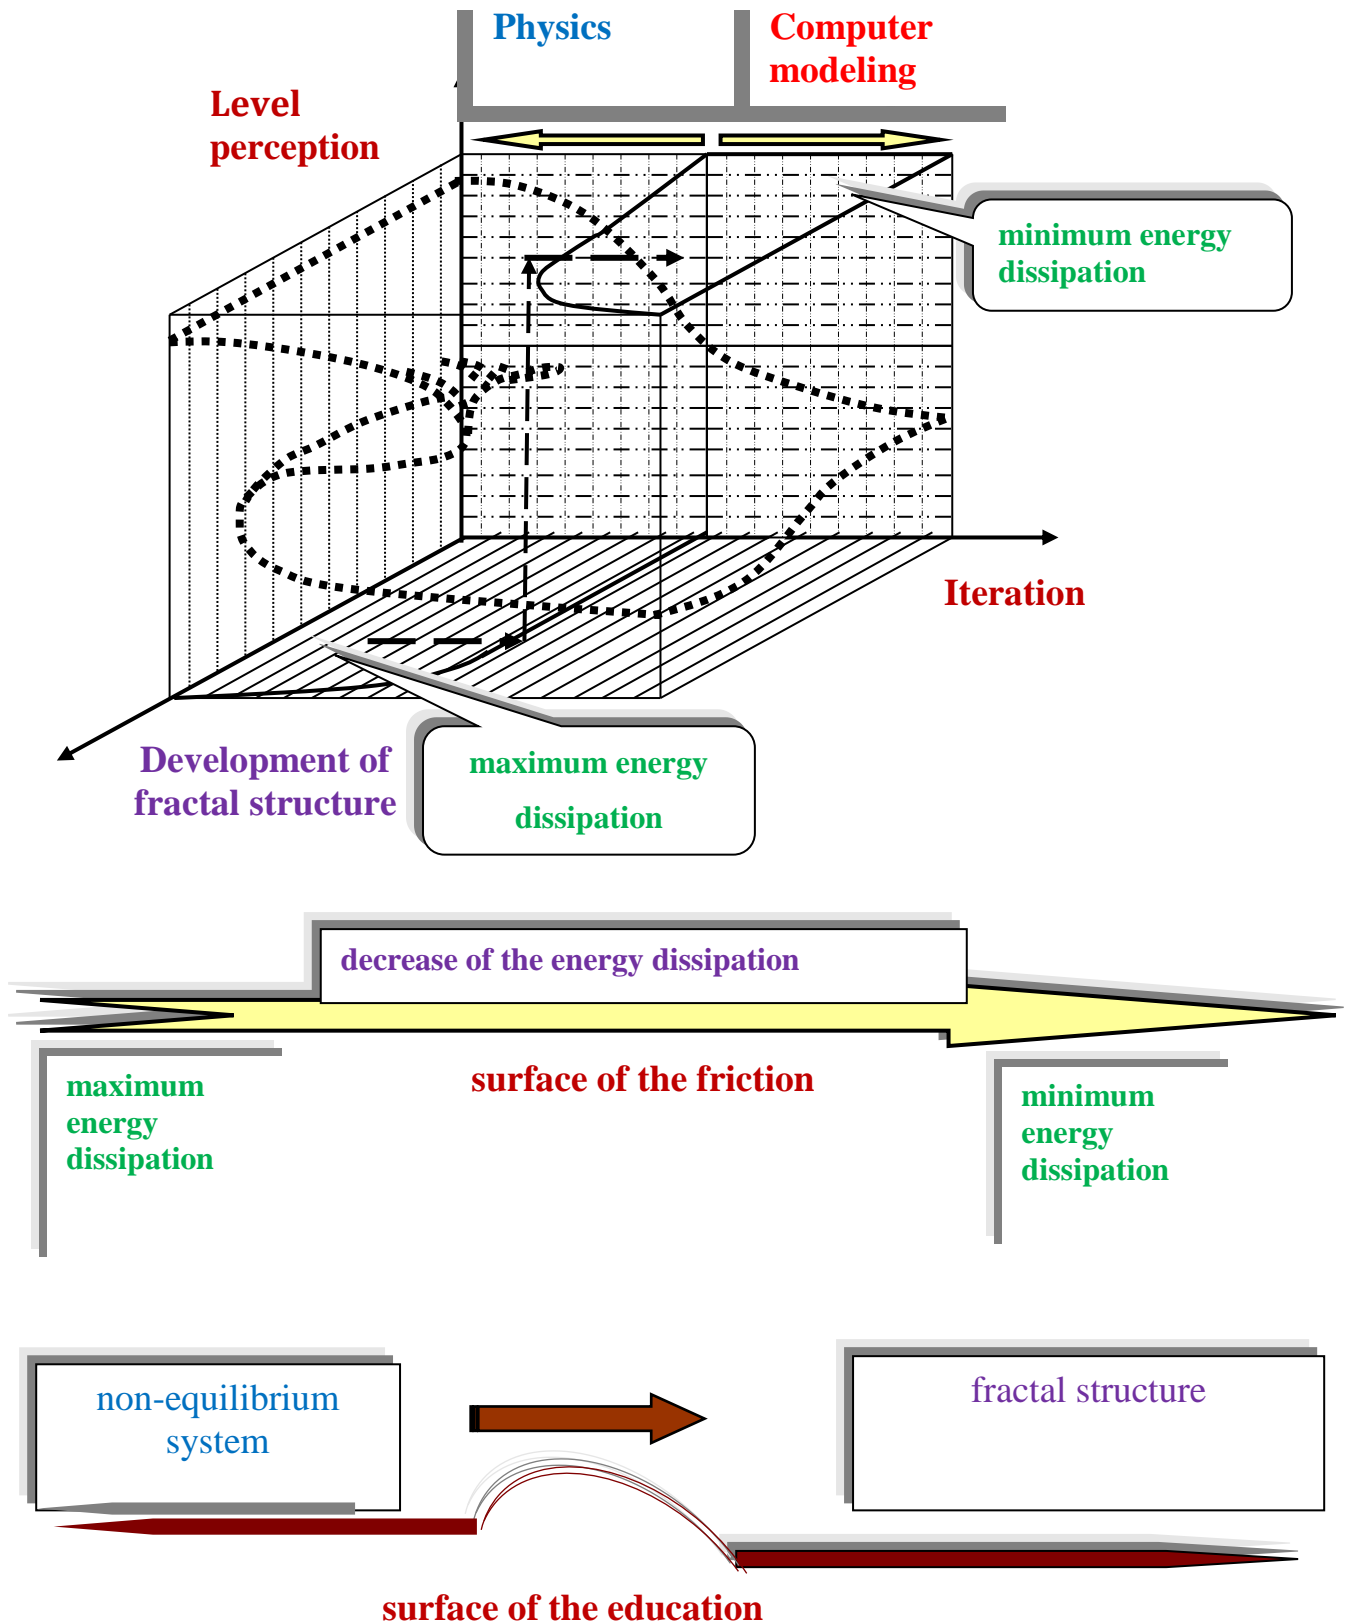 Physics
Computer
modeling
Level
perception
minimum energy
dissipation
Iteration
Development of
fractal structure
maximum energy
dissipation
decrease of the energy dissipation
surface of the friction
maximum
energy
dissipation
minimum
energy
dissipation
non-equilibrium
system
fractal structure
surface of the education